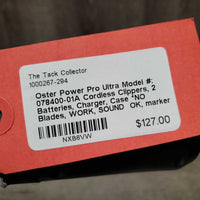 The Tack Collector
1000267-294
Oster Power Pro Ultra Model #:
078400-01A Cordless Clippers, 2
Batteries, Charger, Case *NO
Blades, WORK, SOUND OK, marker
NX86VW
$127.00